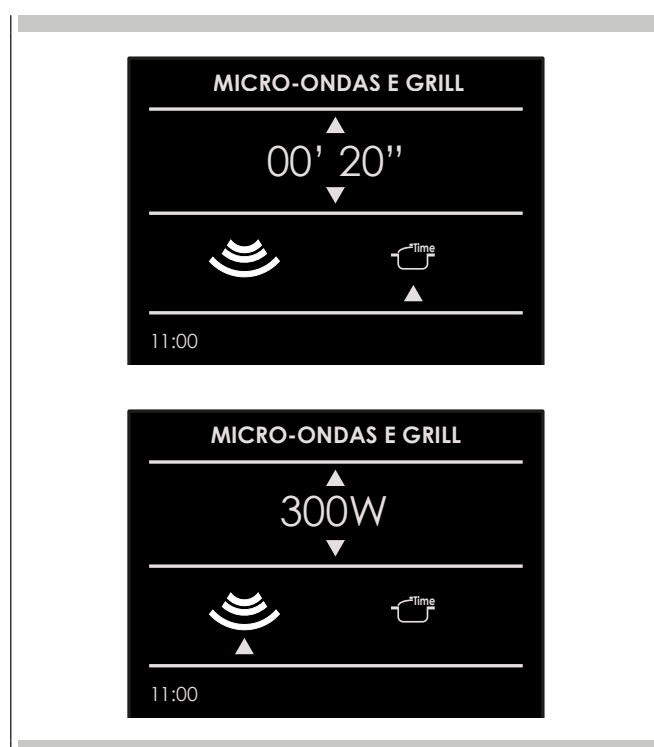 MICRO-ONDAS E GRILL
00’ 20’’
Time
11:00
MICRO-ONDAS E GRILL
300W
Time
11:00